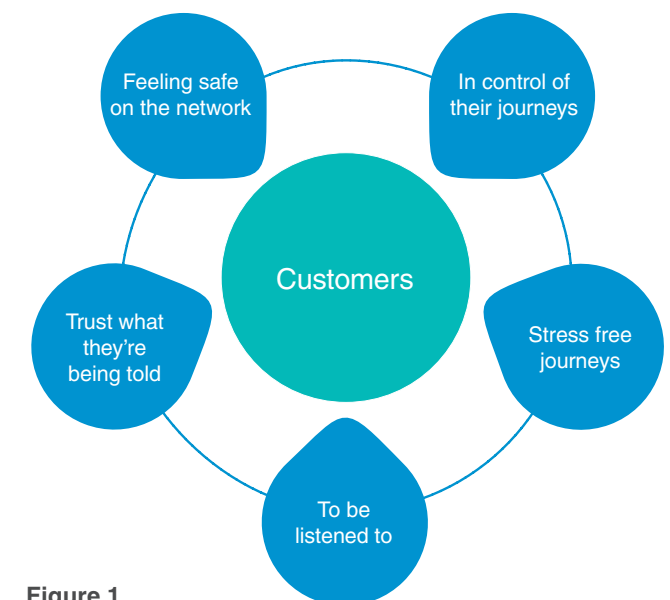 Feeling safe
on the network
In control of
their journeys
Customers
Trust what
they're
being told
Stress free
journeys
To be
listened to
Figure 1